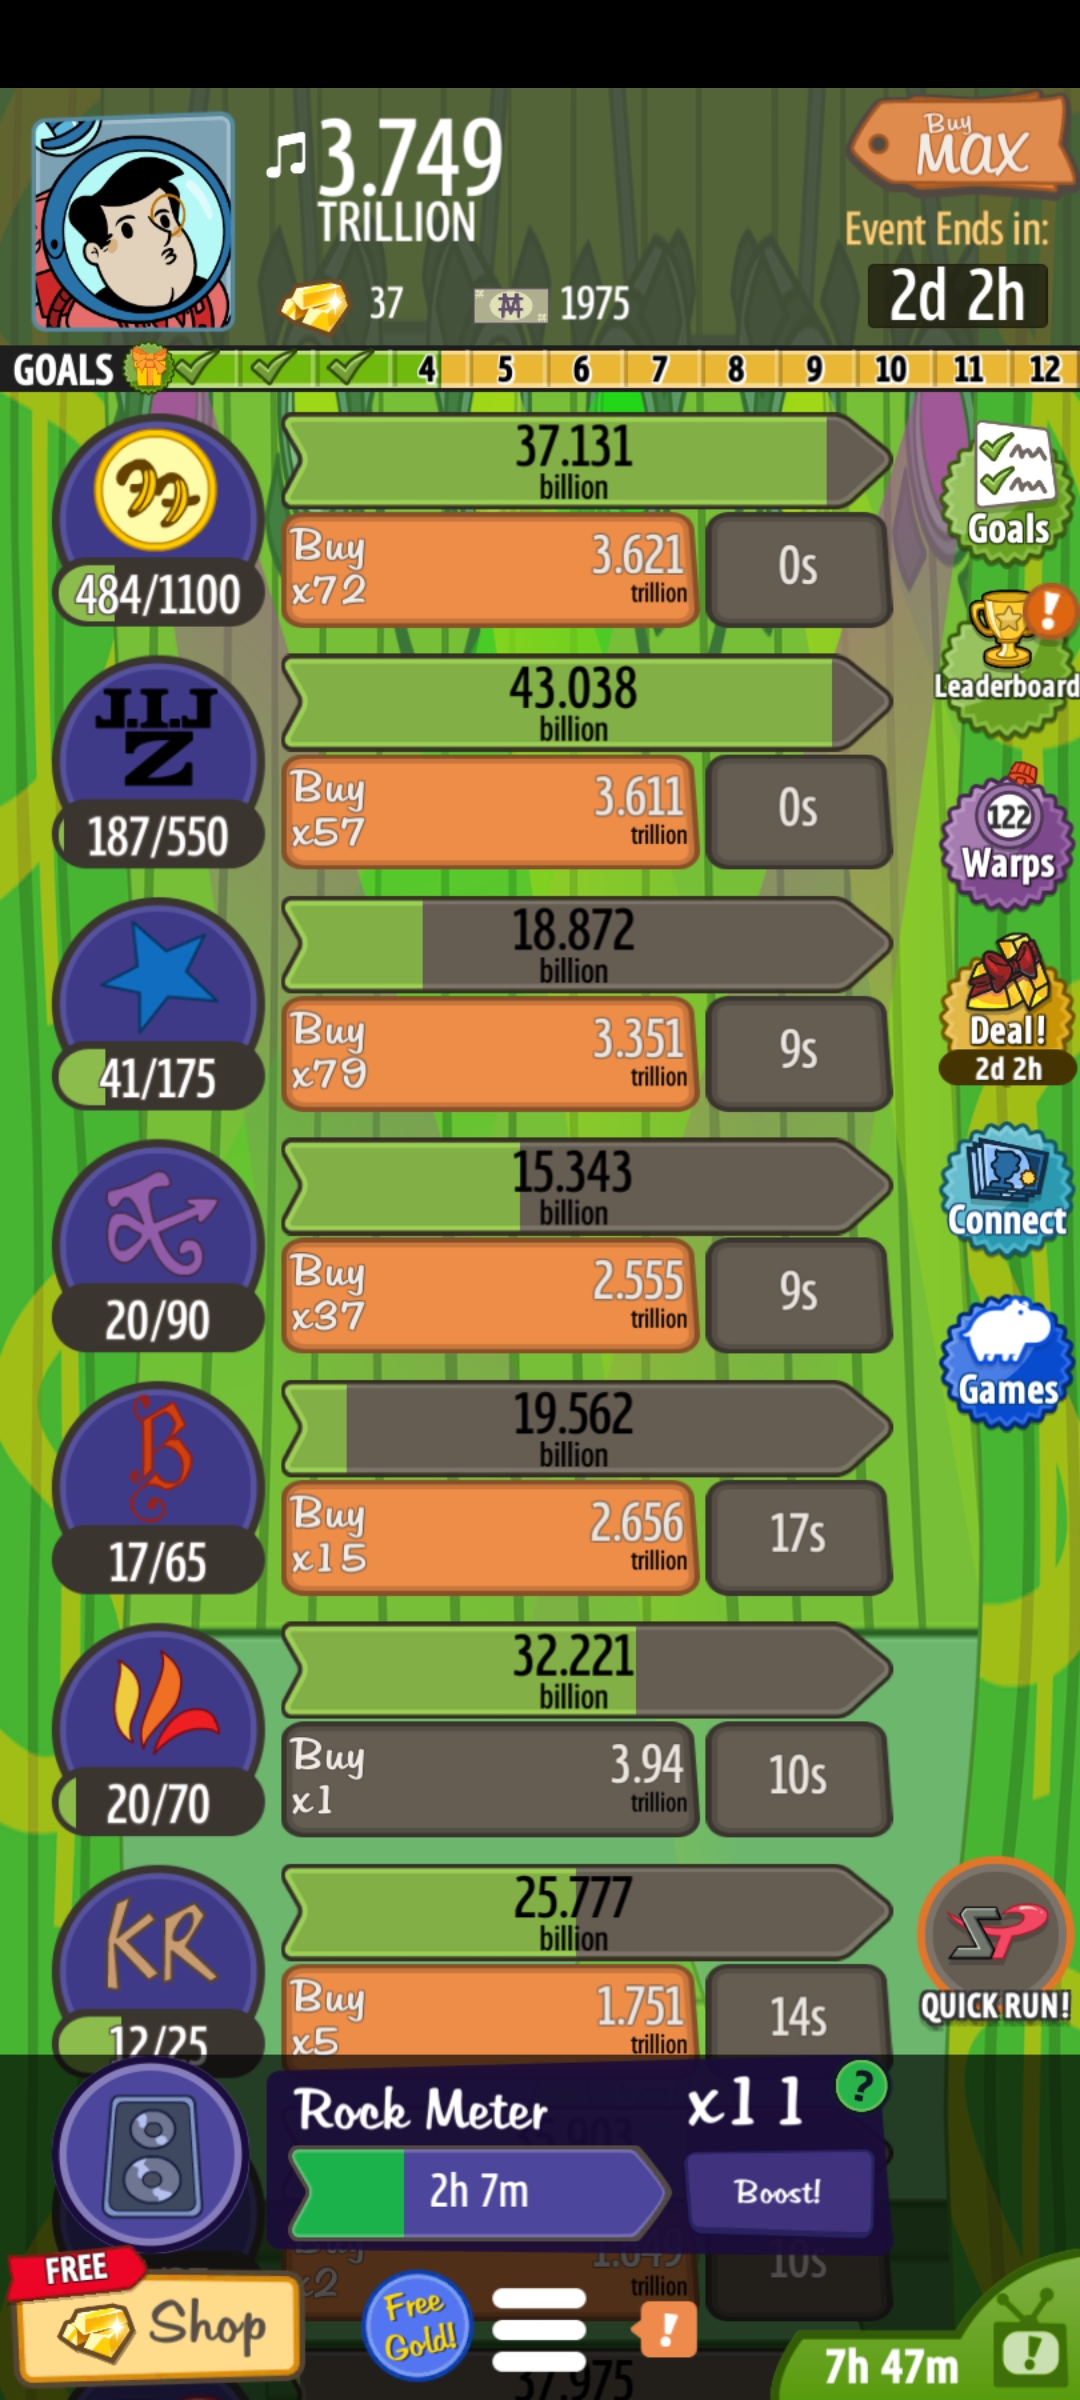 3.749
TRILLION
37
1975
Buy
MAX
Event Ends in:
2d 2h
GOALS 4 5 6 7 8 9 10 11 12
37.131
billion
484/1100
Buy
x72
3.621
trillion
0s
Goals
Leaderboard
43.038
billion
J.I.J
Z
187/550
Buy
x57
3.611
trillion
0s
122
Warps
18.872
billion
41/175
Buy
x79
3.351
trillion
9s
Deal!
2d 2h
15.343
billion
20/90
Buy
x37
2.555
trillion
9s
Connect
Games
19.562
billion
B
17/65
Buy
x15
2.656
trillion
17s
32.221
billion
20/70
Buy
x1
3.94
trillion
10s
25.777
billion
KR
12/25
Buy
x5
1.751
trillion
14s
QUICK RUN!
Rock Meter
x11
?
2h 7m
Boost!
Buy
x2
1.049
trillion
10s
FREE
Shop
Free
Gold!
!
7h 47m
37.975